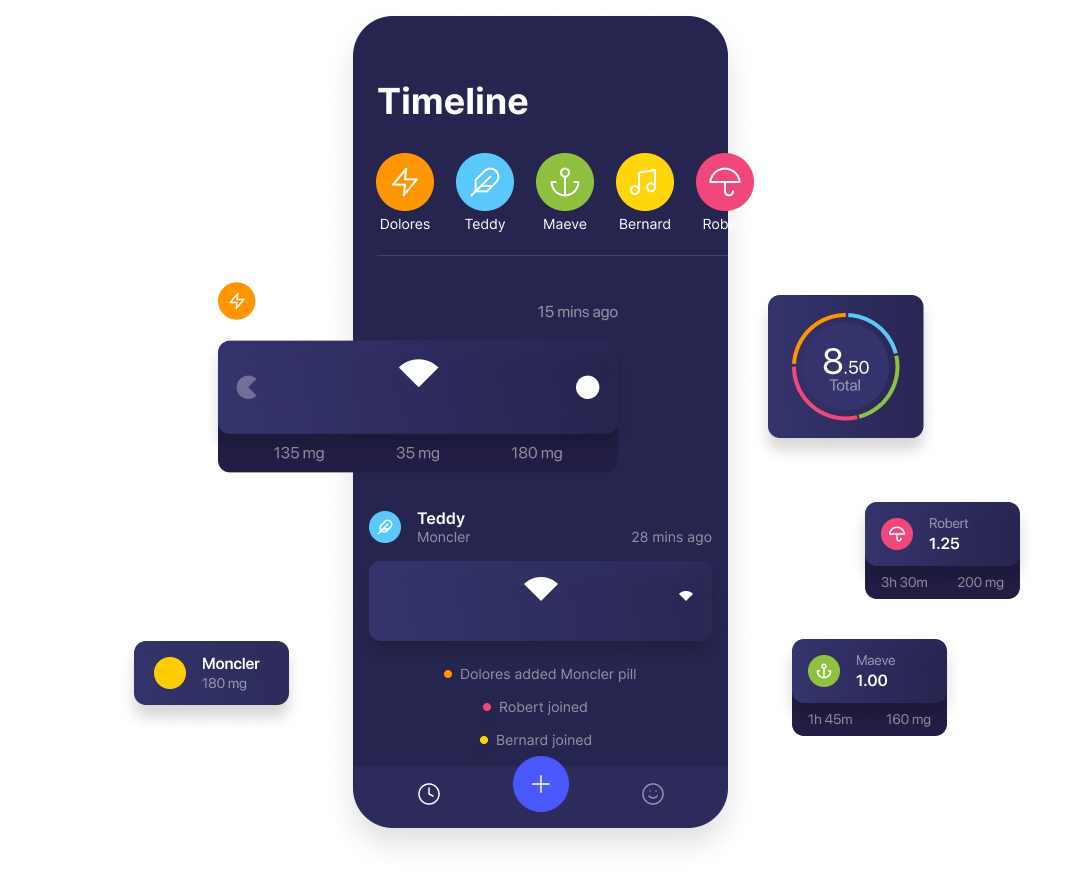 Timeline
Dolores
Teddy
Maeve
Bernard
Robert
15 mins ago
135 mg
35 mg
180 mg
8.50
Total
Teddy
Moncler
28 mins ago
Robert
1.25
3h 30m
200 mg
Moncler
180 mg
Maeve
1.00
1h 45m
160 mg
Dolores added Moncler pill
Robert joined
Bernard joined